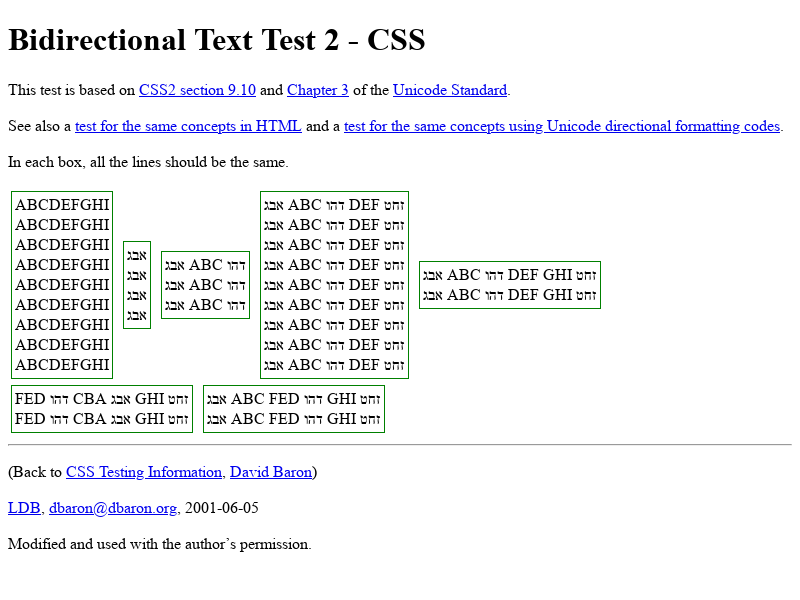 Bidirectional Text Test 2 - CSS
This test is based on CSS2 section 9.10 and Chapter 3 of the Unicode Standard.
See also a test for the same concepts in HTML and a test for the same concepts using Unicode directional formatting codes.
In each box, all the lines should be the same.
ABCDEFGHI
ABCDEFGHI
ABCDEFGHI
ABCDEFGHI
ABCDEFGHI
ABCDEFGHI
ABCDEFGHI
ABCDEFGHI
ABCDEFGHI
אבג
אבג
אבג
אבג
אבג ABC דהו
אבג ABC דהו
אבג ABC דהו
אבג ABC דהו DEF זחט
אבג ABC דהו DEF זחט
אבג ABC דהו DEF זחט
אבג ABC דהו DEF זחט
אבג ABC דהו DEF זחט
אבג ABC דהו DEF זחט
אבג ABC דהו DEF זחט
אבג ABC דהו DEF זחט
אבג ABC דהו DEF זחט
אבג ABC דהו DEF GHI זחט
אבג ABC דהו DEF GHI זחט
FED דהו CBA אבג GHI זחט
FED דהו CBA אבג GHI זחט
אבג ABC FED דהו GHI זחט
אבג ABC FED דהו GHI זחט
(Back to CSS Testing Information, David Baron)
LDB, dbaron@dbaron.org, 2001-06-05
Modified and used with the author’s permission.